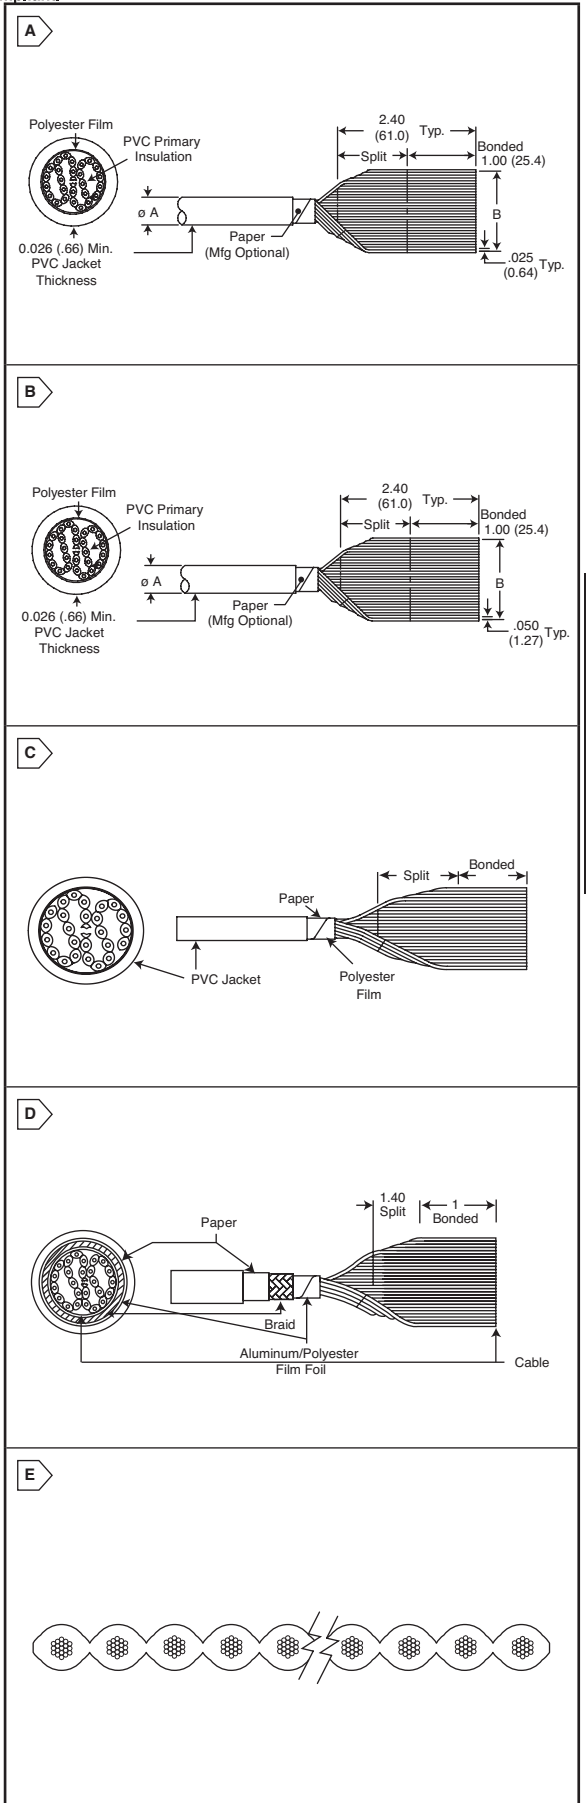 A
Polyester Film
PVC Primary
Insulation
0.026 (.66) Min.
PVC Jacket
Thickness
ø A
Paper
(Mfg Optional)
2.40
(61.0)
Typ.
Split
Bonded
1.00 (25.4)
B
.025
(0.64)
Typ.
B
Polyester Film
PVC Primary
Insulation
0.026 (.66) Min.
PVC Jacket
Thickness
ø A
Paper
(Mfg Optional)
2.40
(61.0)
Typ.
Split
Bonded
1.00 (25.4)
B
.050
(1.27)
Typ.
C
Split
Bonded
Paper
PVC Jacket
Polyester
Film
D
Paper
1.40
Split
1
Bonded
Braid
Aluminum/Polyester
Film Foil
Cable
E